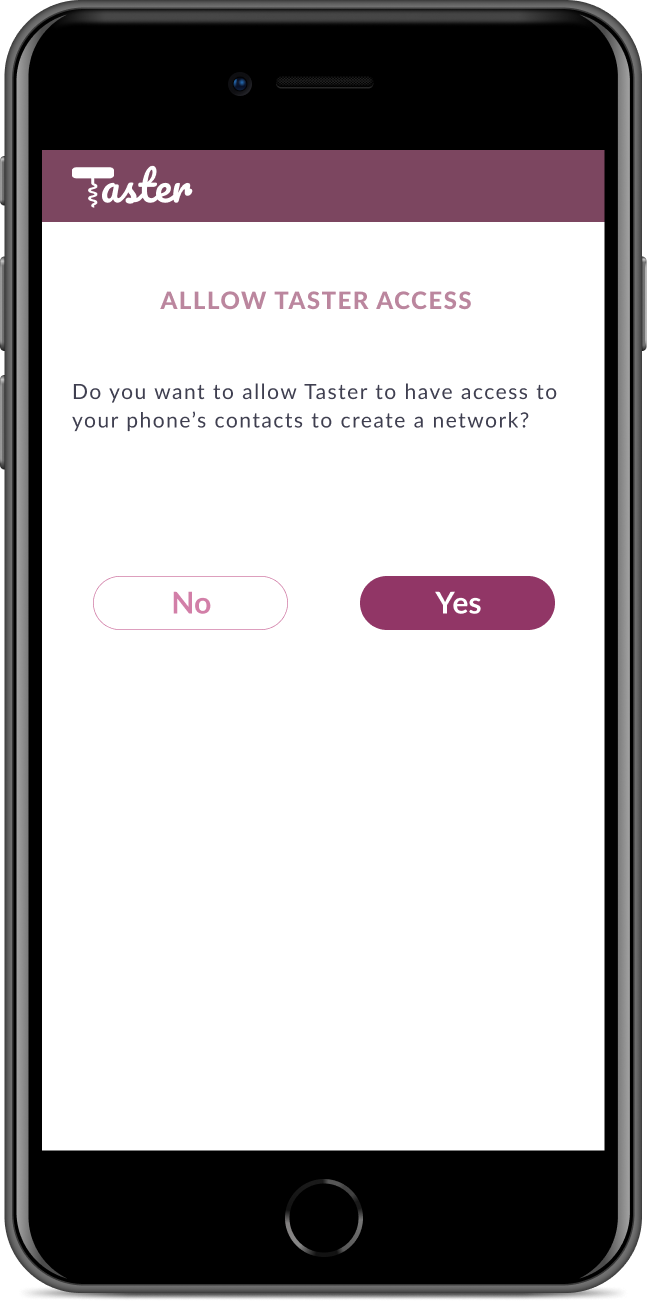 Taster
ALLLOW TASTER ACCESS
Do you want to allow Taster to have access to
your phone’s contacts to create a network?
No
Yes